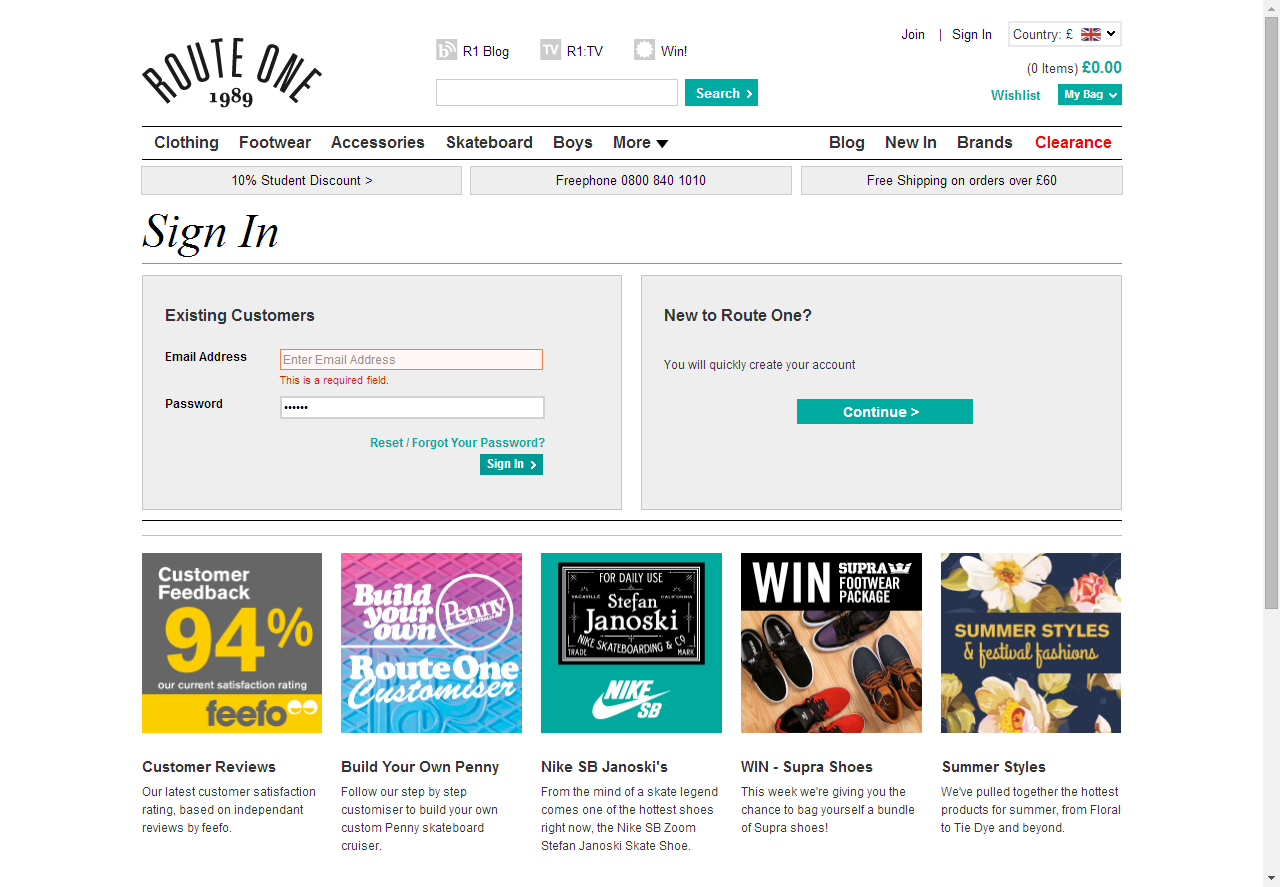 ROUTE ONE
1989
R1 Blog
TV R1:TV
Win!
Join | Sign In
Country: £
(0 Items) £0.00
Search
Wishlist
My Bag
Clothing Footwear Accessories Skateboard Boys More Blog New In Brands Clearance
10% Student Discount >
Freephone 0800 840 1010
Free Shipping on orders over £60
Sign In
Existing Customers
Email Address
Enter Email Address
This is a required field.
Password
••••••
Reset / Forgot Your Password?
Sign In
New to Route One?
You will quickly create your account
Continue >
Customer
Feedback
94%
our current satisfaction rating
feefo
Build
your
own
Penny
AUSTRALIA
Route One
Customiser
FOR DAILY USE
VACAVILLE CALIFORNIA
Stefan
Janoski
NIKE SKATEBOARDING & CO
TRADE MARK
NIKE
SB
WIN SUPRA
FOOTWEAR
PACKAGE
SUMMER STYLES
& festival fashions
Customer Reviews
Our latest customer satisfaction
rating, based on independant
reviews by feefo.
Build Your Own Penny
Follow our step by step
customiser to build your own
custom Penny skateboard
cruiser.
Nike SB Janoski's
From the mind of a skate legend
comes one of the hottest shoes
right now, the Nike SB Zoom
Stefan Janoski Skate Shoe.
WIN - Supra Shoes
This week we're giving you the
chance to bag yourself a bundle
of Supra shoes!
Summer Styles
We've pulled together the hottest
products for summer, from Floral
to Tie Dye and beyond.